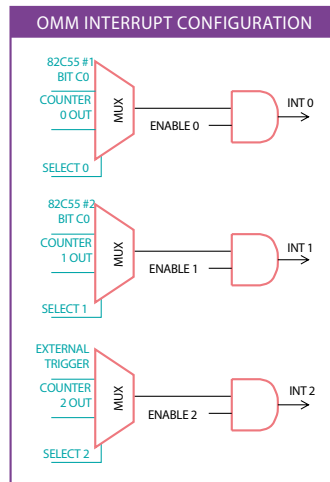 OMM INTERRUPT CONFIGURATION
82C55 #1
BIT C0
COUNTER
0 OUT
MUX
ENABLE 0
INT 0
SELECT 0
82C55 #2
BIT C0
COUNTER
1 OUT
MUX
ENABLE 1
INT 1
SELECT 1
EXTERNAL
TRIGGER
COUNTER
2 OUT
MUX
ENABLE 2
INT 2
SELECT 2